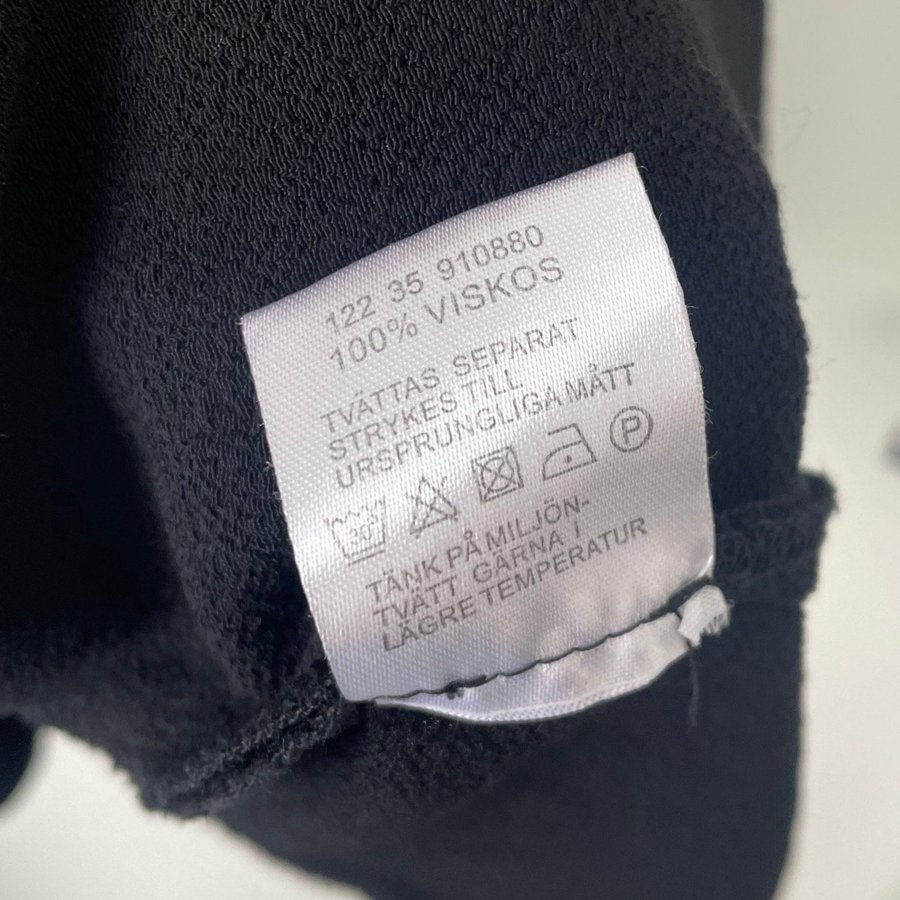 122 35 910880
100% VISKOS
TVÄTTAS SEPARAT
STRYKES TILL
URSPRUNGLIGA MÅTT
30°
P
TÄNK PÅ MILJÖN-
TVÄTT GÄRNA I
LÄGRE TEMPERATUR